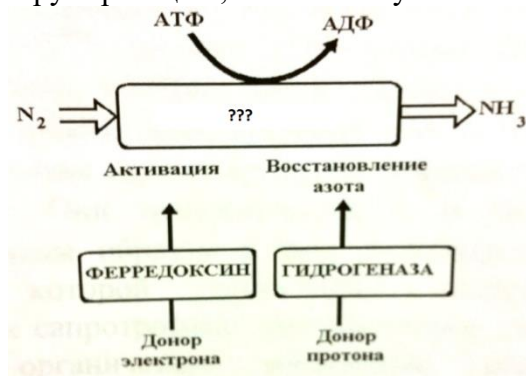 АТФ АДФ
N2 ??? NH3
Активация Восстановление
азота
ФЕРРЕДОКСИН ГИДРОГЕНАЗА
Донор
электрона
Донор
протона